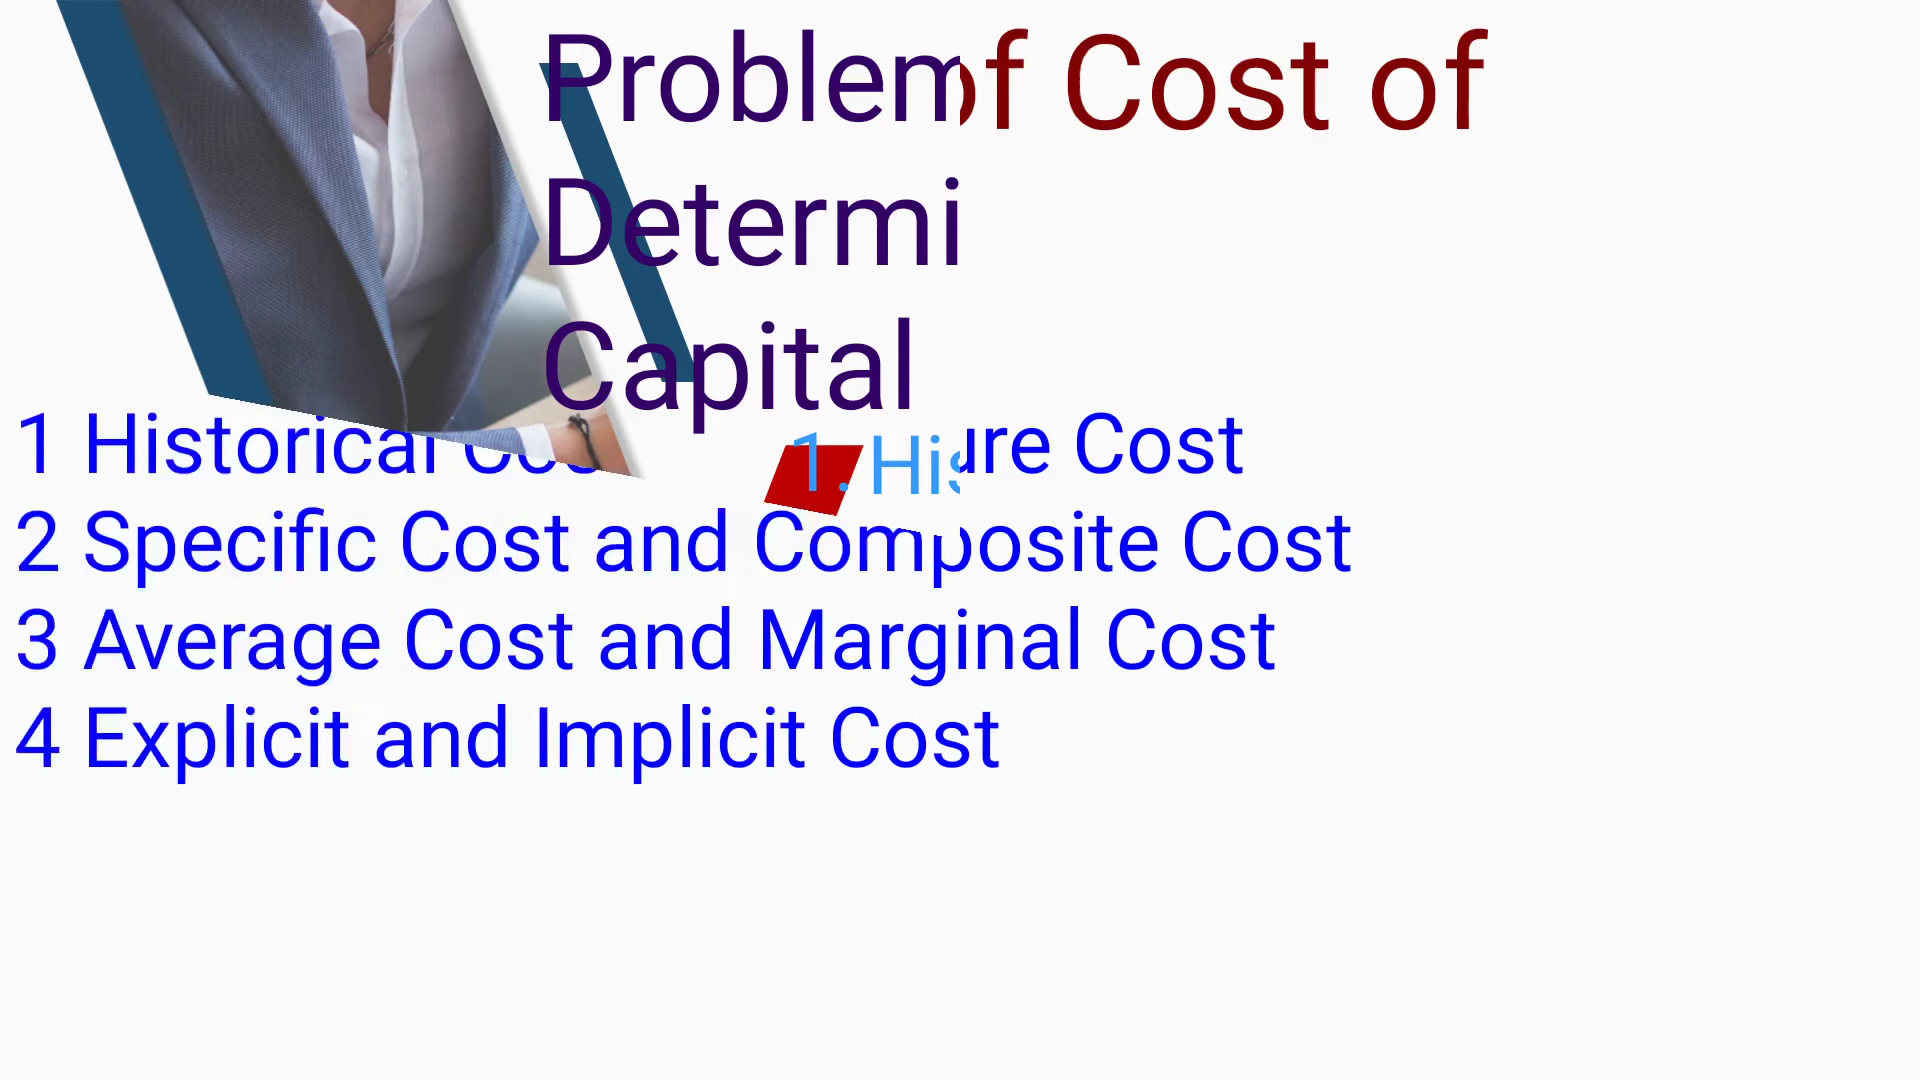 Problem of Cost of
Determi
Capital
1 Historical ure Cost
1. His
2 Specific Cost and Composite Cost
3 Average Cost and Marginal Cost
4 Explicit and Implicit Cost